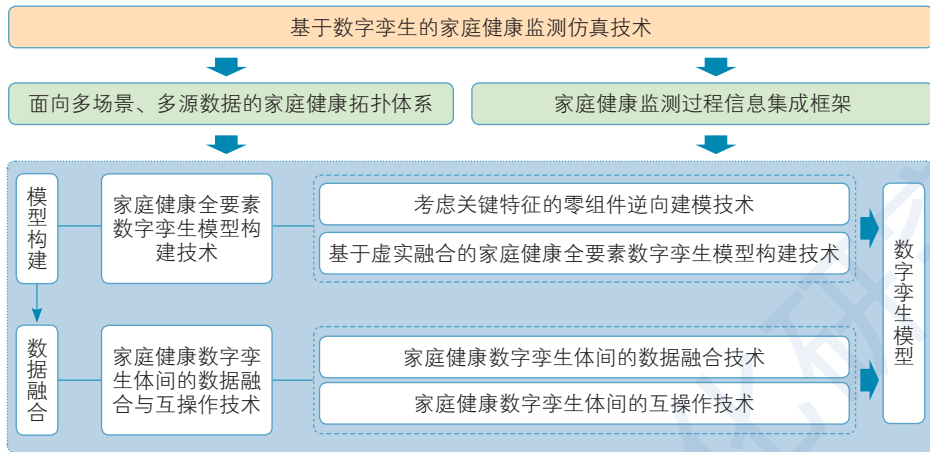 基于数字孪生的家庭健康监测仿真技术
面向多场景、多源数据的家庭健康拓扑体系
家庭健康监测过程信息集成框架
模型构建
家庭健康全要素
数字孪生模型构
建技术
考虑关键特征的零组件逆向建模技术
基于虚实融合的家庭健康全要素数字孪生模型构建技术
数据融合
家庭健康数字孪
生体间的数据融
合与互操作技术
家庭健康数字孪生体间的数据融合技术
家庭健康数字孪生体间的互操作技术
数字孪生模型
化研究